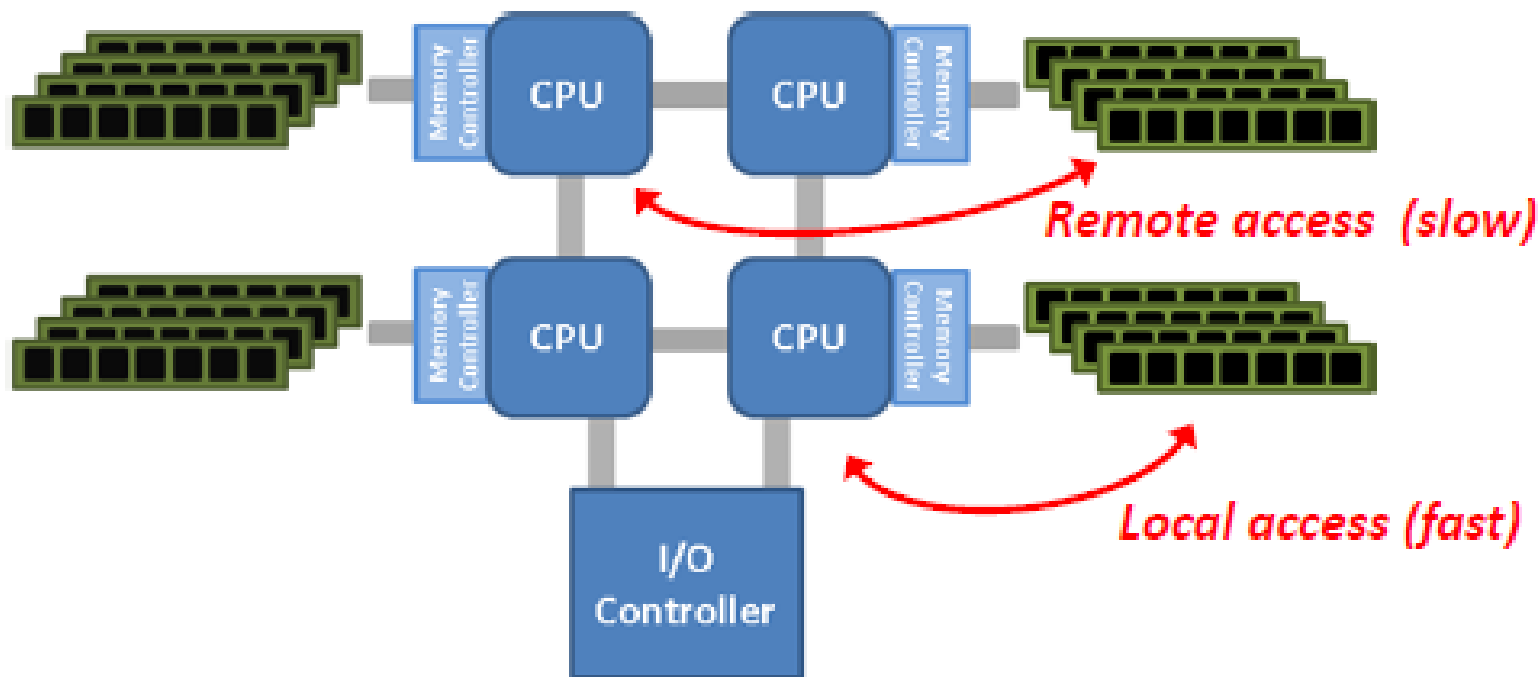 Memory
Controller
CPU
CPU
Memory
Controller
Remote access (slow)
Memory
Controller
CPU
CPU
Memory
Controller
Local access (fast)
I/O
Controller